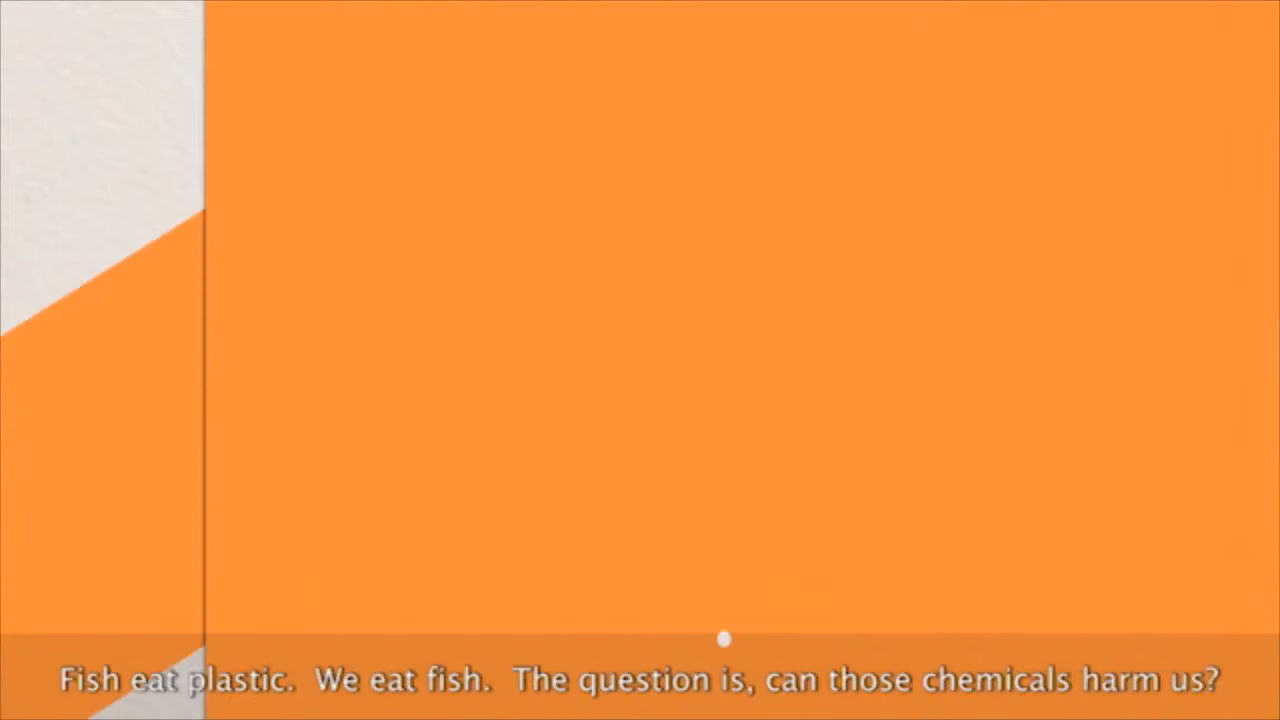 Fish eat plastic.  We eat fish.  The question is, can those chemicals harm us?